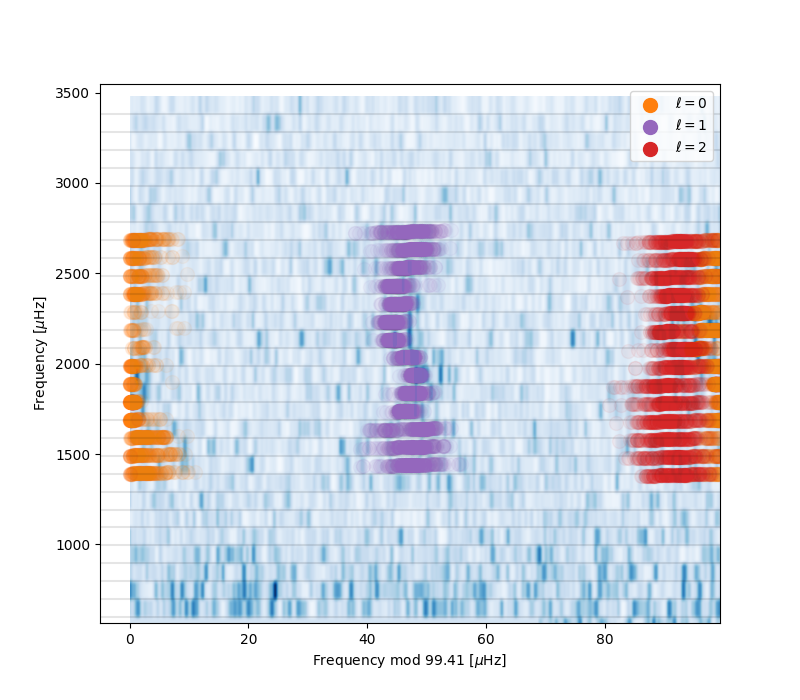 3500
3000
2500
2000
1500
1000
Frequency [μHz]
ℓ = 0
ℓ = 1
ℓ = 2
0
20
40
60
80
Frequency mod 99.41 [μHz]